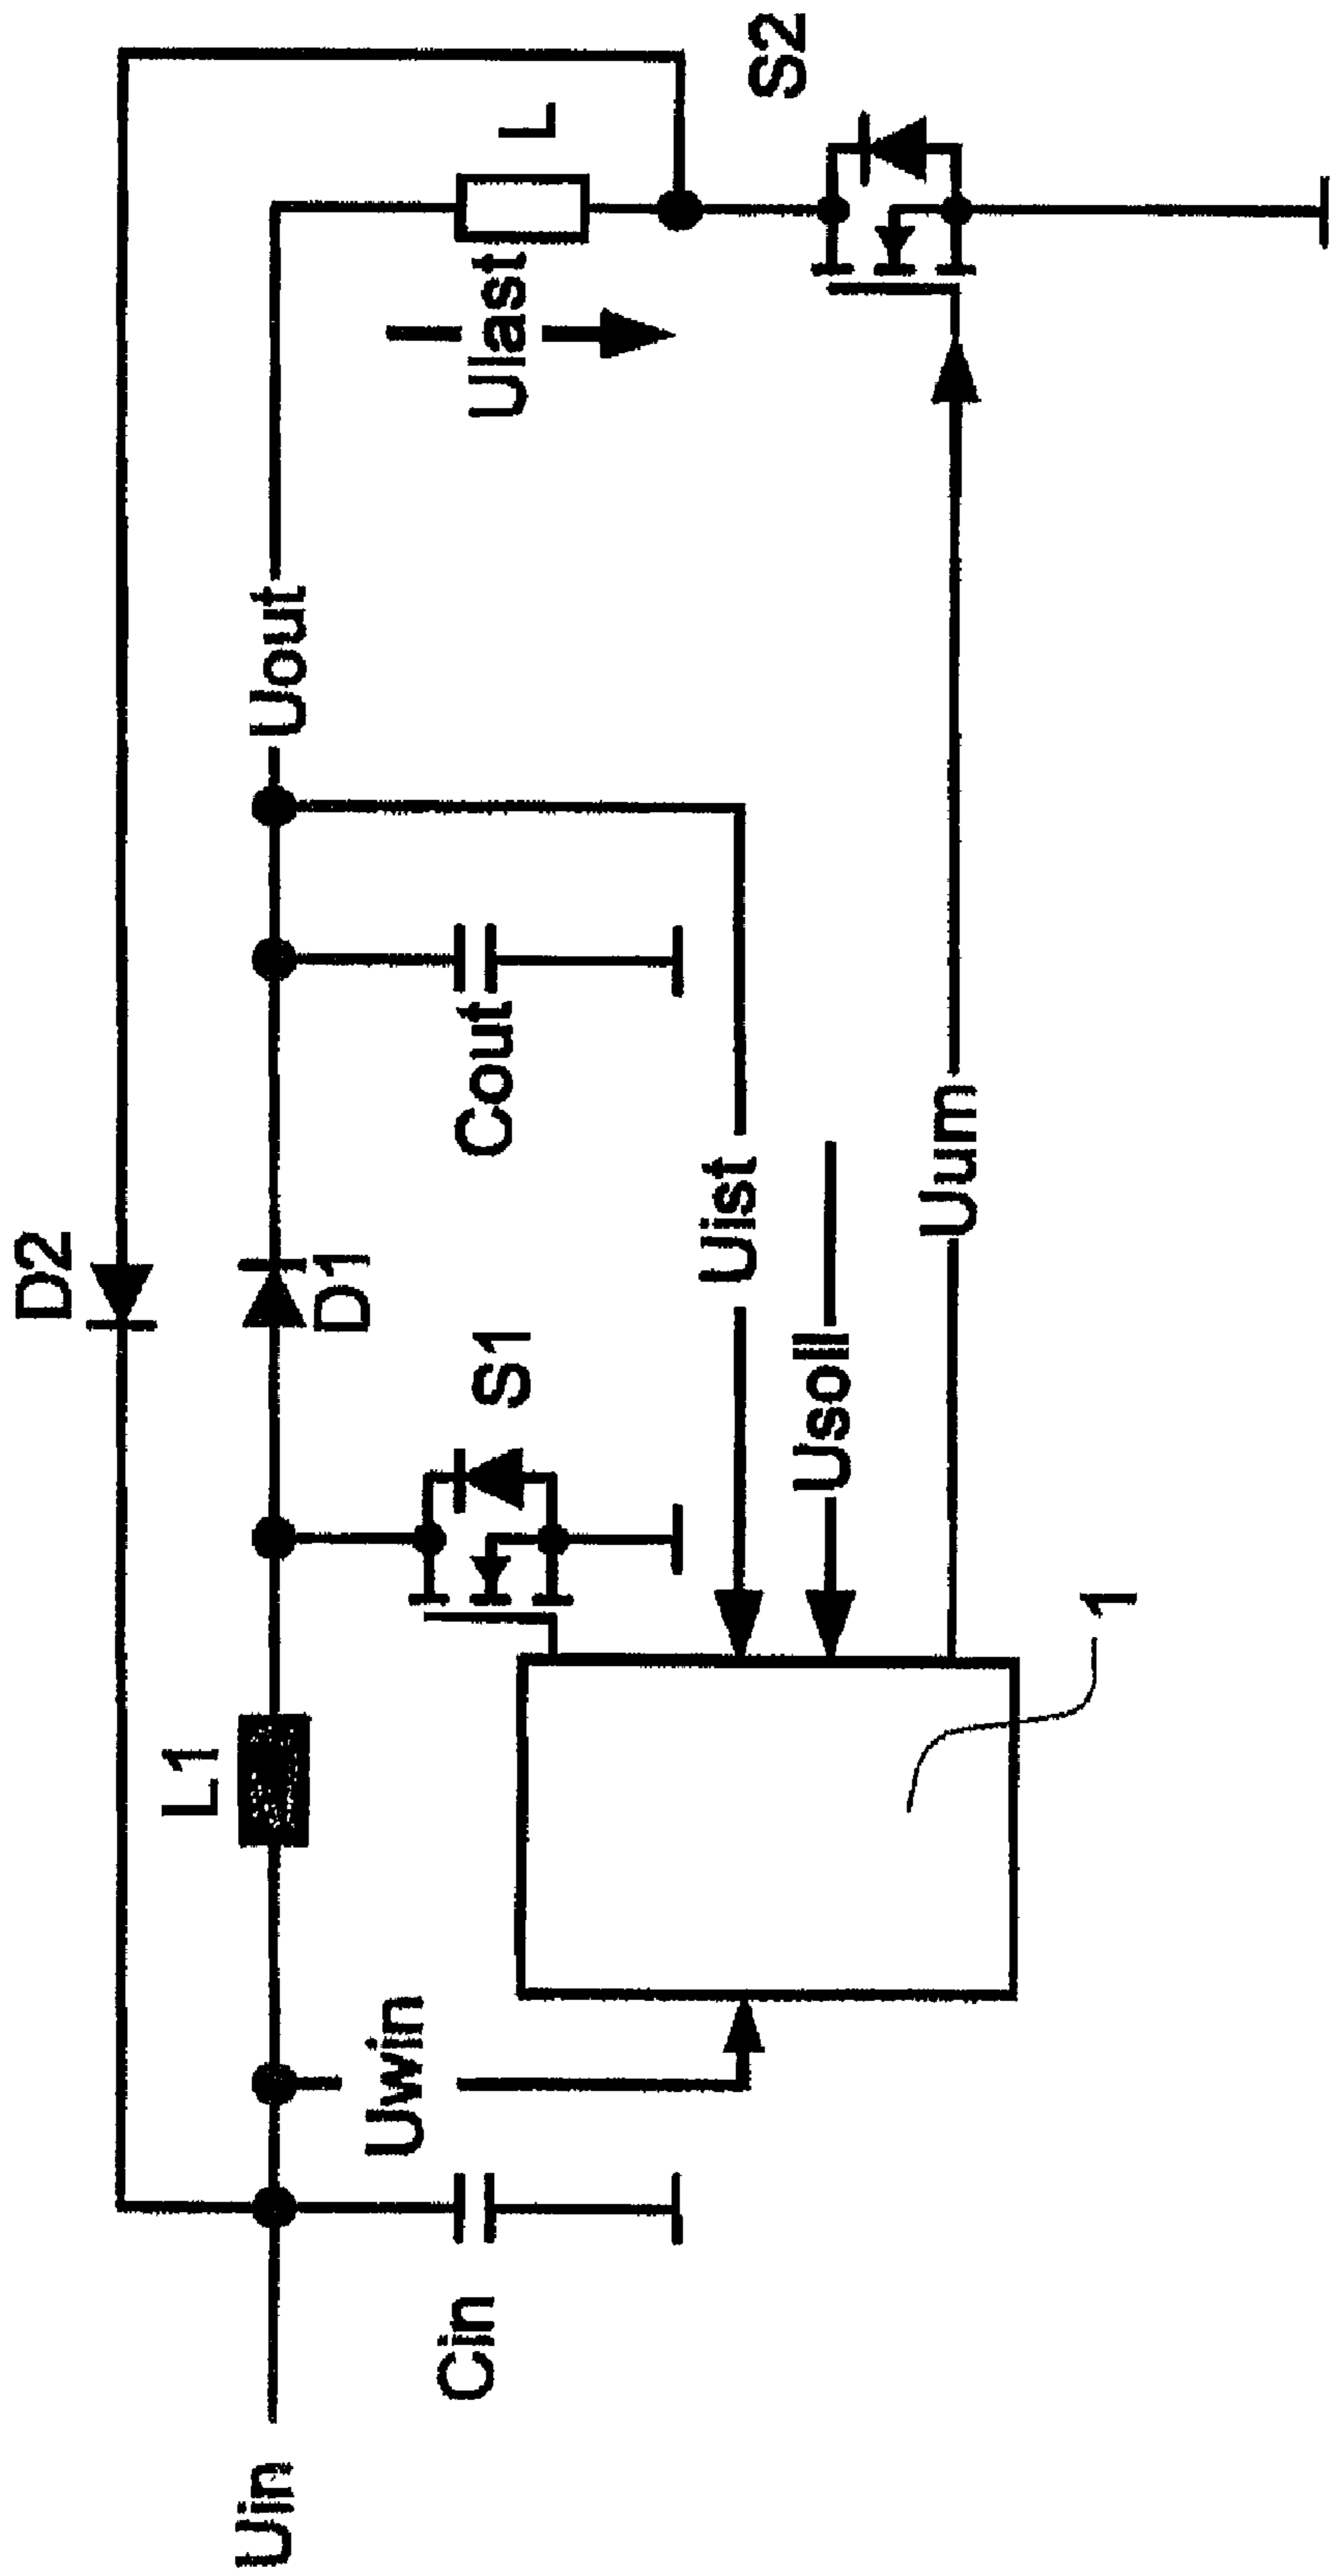 D2
L1
D1
Uout
L
Ulast
S1
Cout
Uin
Uwin
Cin
Uist
Usoll
Uum
S2
1